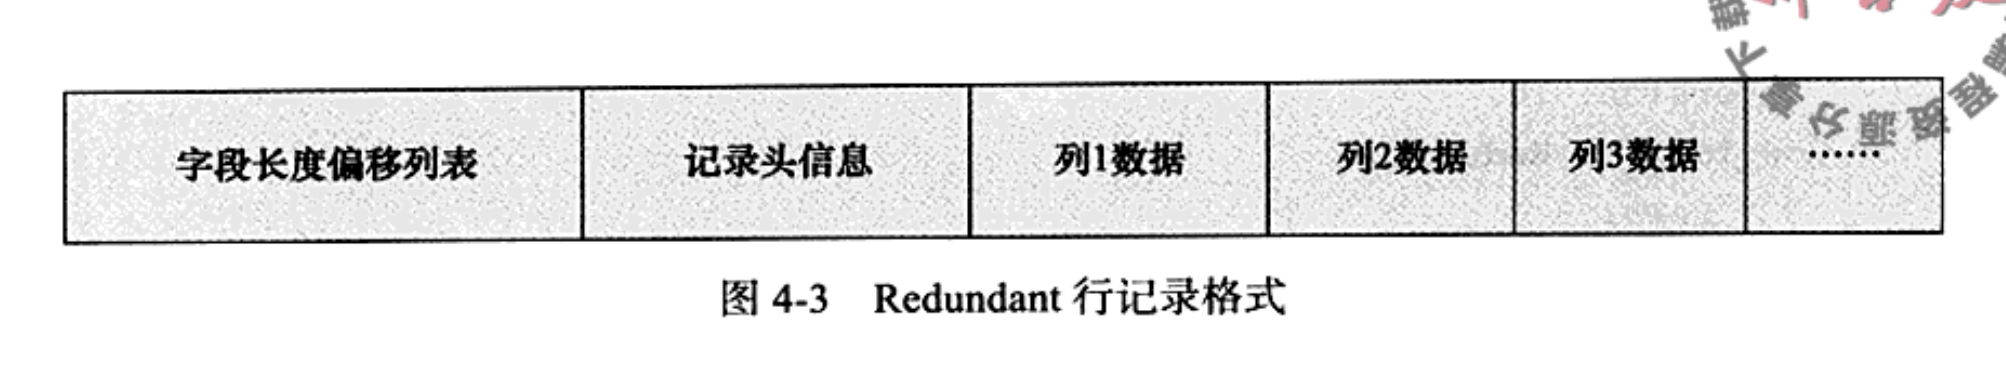 字段长度偏移列表 记录头信息 列1数据 列2数据 列3数据 ……
图 4-3 Redundant 行记录格式